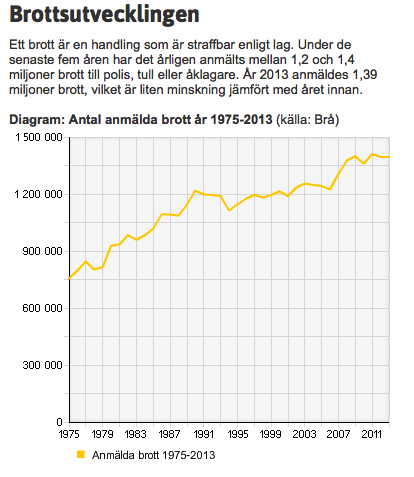 Brottsutvecklingen
Ett brott är en handling som är straffbar enligt lag. Under de
senaste fem åren har det årligen anmälts mellan 1,2 och 1,4
miljoner brott till polis, tull eller åklagare. År 2013 anmäldes 1,39
miljoner brott, vilket är liten minskning jämfört med året innan.
Diagram: Antal anmälda brott år 1975-2013 (källa: Brå)
1 500 000
1 200 000
900 000
600 000
300 000
0
1975 1979 1983 1987 1991 1995 1999 2003 2007 2011
Anmälda brott 1975-2013